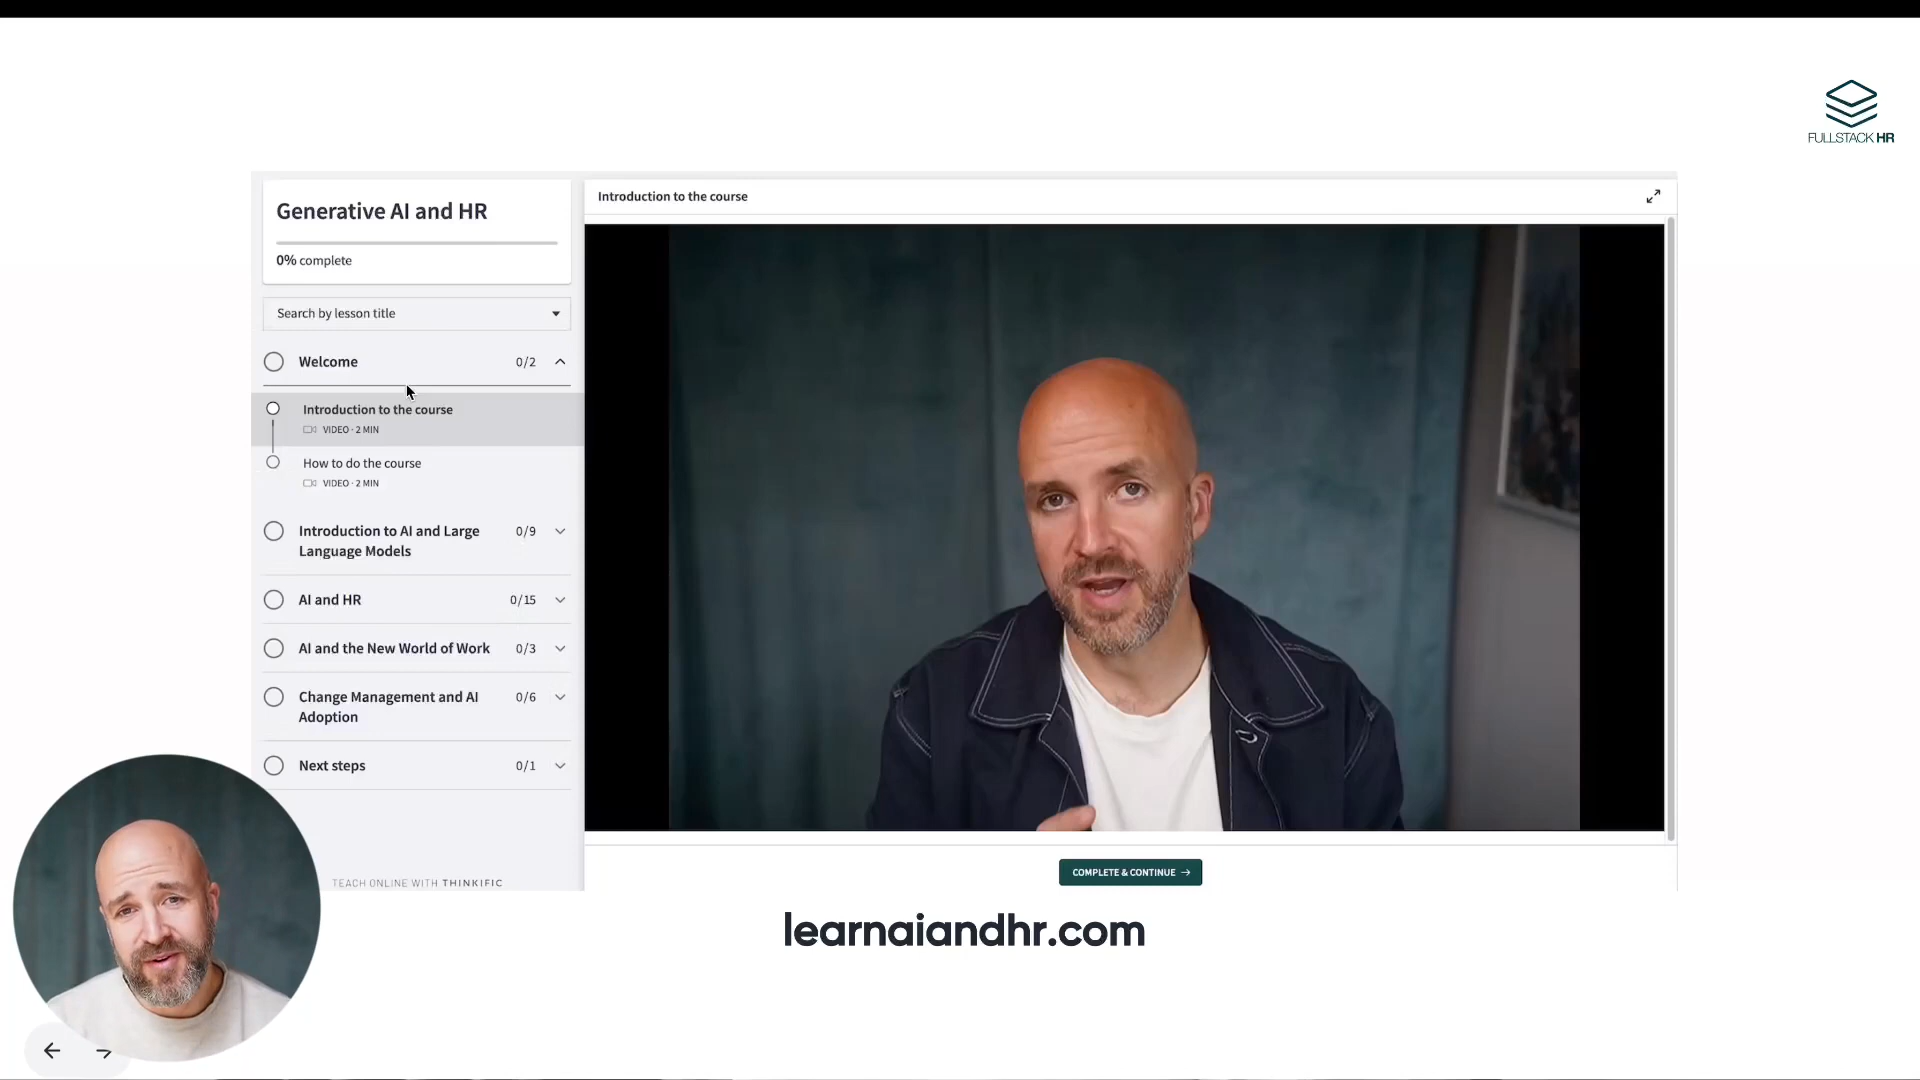 FULLSTACK HR
Generative AI and HR
0% complete
Search by lesson title
Welcome 0/2
Introduction to the course
VIDEO · 2 MIN
How to do the course
VIDEO · 2 MIN
Introduction to AI and Large
Language Models 0/9
AI and HR 0/15
AI and the New World of Work 0/3
Change Management and AI
Adoption 0/6
Next steps 0/1
TEACH ONLINE WITH THINKIFIC
Introduction to the course
COMPLETE & CONTINUE →
learnaiandhr.com